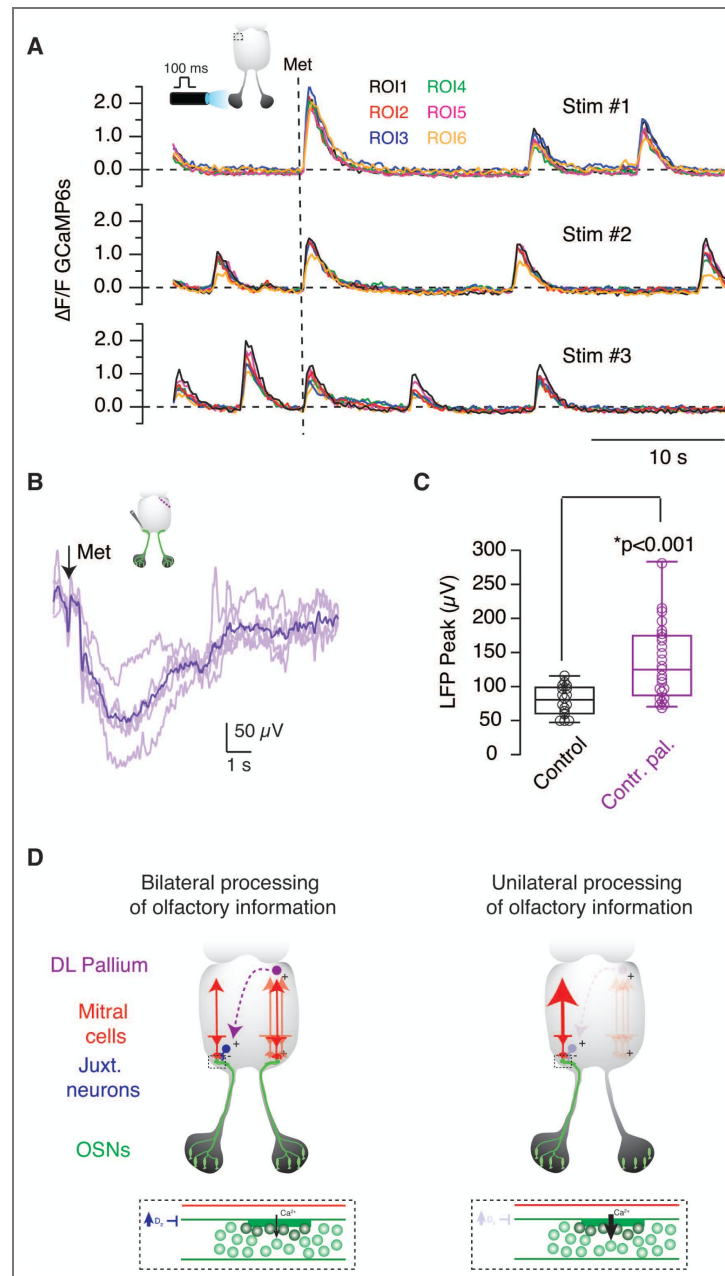 A
100 ms
Met
ROI1 ROI4
ROI2 ROI5
ROI3 ROI6
2.0
1.0
0.0
Stim #1
2.0
1.0
0.0
Stim #2
2.0
1.0
0.0
Stim #3
ΔF/F GCaMP6s
10 s
B
Met
50 µV
1 s
C
*p<0.001
300
250
200
150
100
50
0
LFP Peak (µV)
Control
Contr. pal.
D
Bilateral processing
of olfactory information
Unilateral processing
of olfactory information
DL Pallium
Mitral
cells
Juxt.
neurons
OSNs
+
+
+
-
+
+
+
-
Ca²⁺
Ca²⁺